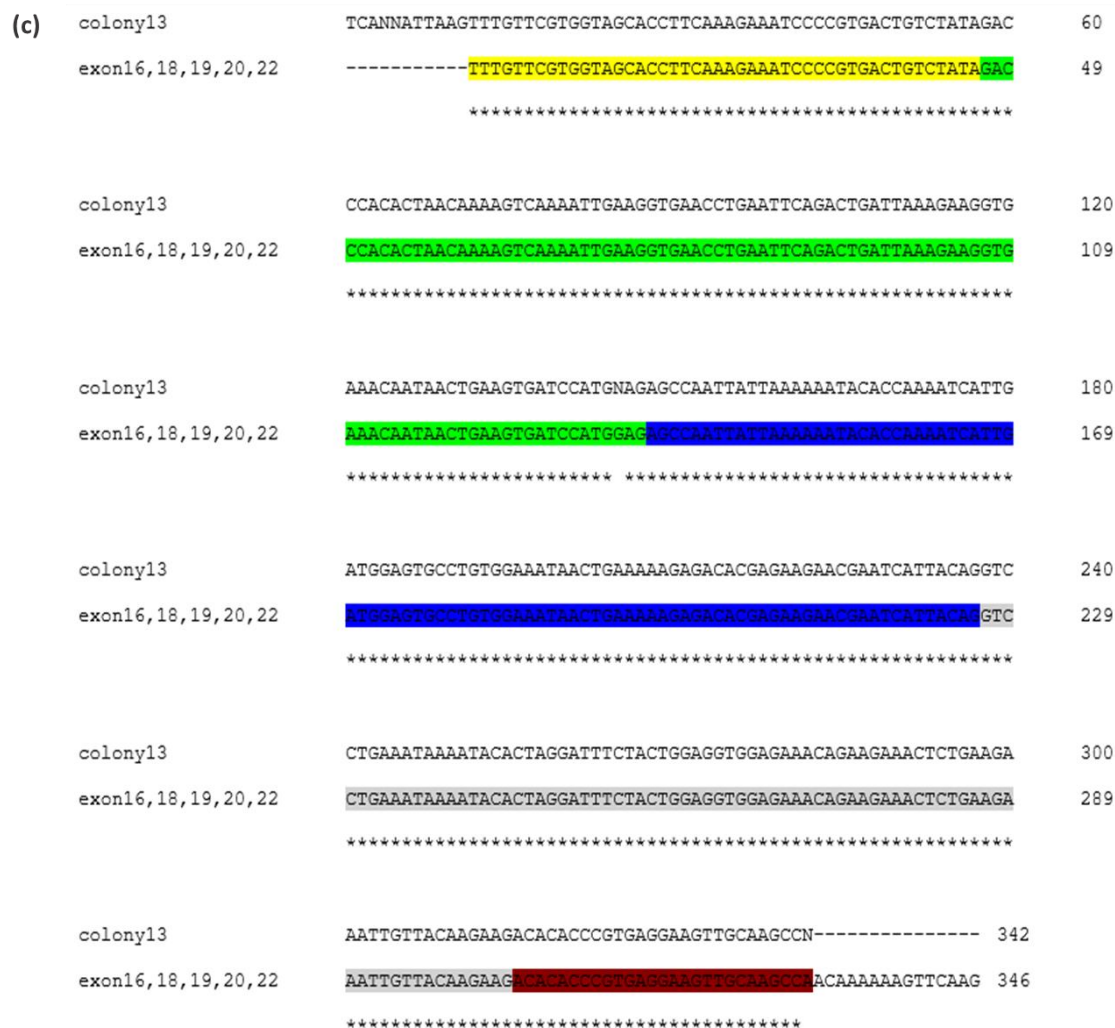 (c)
colony13 TCANNATTAAGTTTGTTCGTGGTAGCACCTTCAAAGAAATCCCCGTGACTGTCTATAGAC 60
exon16,18,19,20,22 -----------TTTGTTCGTGGTAGCACCTTCAAAGAAATCCCCGTGACTGTCTATAGAC 49
*************************************************
colony13 CCACACTAACAAAAGTCAAAATTGAAGGTGAACCTGAATTCAGACTGATTAAAGAAGGTG 120
exon16,18,19,20,22 CCACACTAACAAAAGTCAAAATTGAAGGTGAACCTGAATTCAGACTGATTAAAGAAGGTG 109
************************************************************
colony13 AAACAATAACTGAAGTGATCCATGNAGAGCCAATTATTAAAAAATACACCAAAATCATTG 180
exon16,18,19,20,22 AAACAATAACTGAAGTGATCCATGGAGAGCCAATTATTAAAAAATACACCAAAATCATTG 169
************************ ***********************************
colony13 ATGGAGTGCCTGTGGAAATAACTGAAAAAGAGACACGAGAAGAACGAATCATTACAGGTC 240
exon16,18,19,20,22 ATGGAGTGCCTGTGGAAATAACTGAAAAAGAGACACGAGAAGAACGAATCATTACAGGTC 229
************************************************************
colony13 CTGAAATAAAATACACTAGGATTTCTACTGGAGGTGGAGAAACAGAAGAAACTCTGAAGA 300
exon16,18,19,20,22 CTGAAATAAAATACACTAGGATTTCTACTGGAGGTGGAGAAACAGAAGAAACTCTGAAGA 289
************************************************************
colony13 AATTGTTACAAGAAGACACACCCGTGAGGAAGTTGCAAGCCN--------------- 342
exon16,18,19,20,22 AATTGTTACAAGAAGACACACCCGTGAGGAAGTTGCAAGCCAACAAAAAAGTTCAAG 346
*****************************************